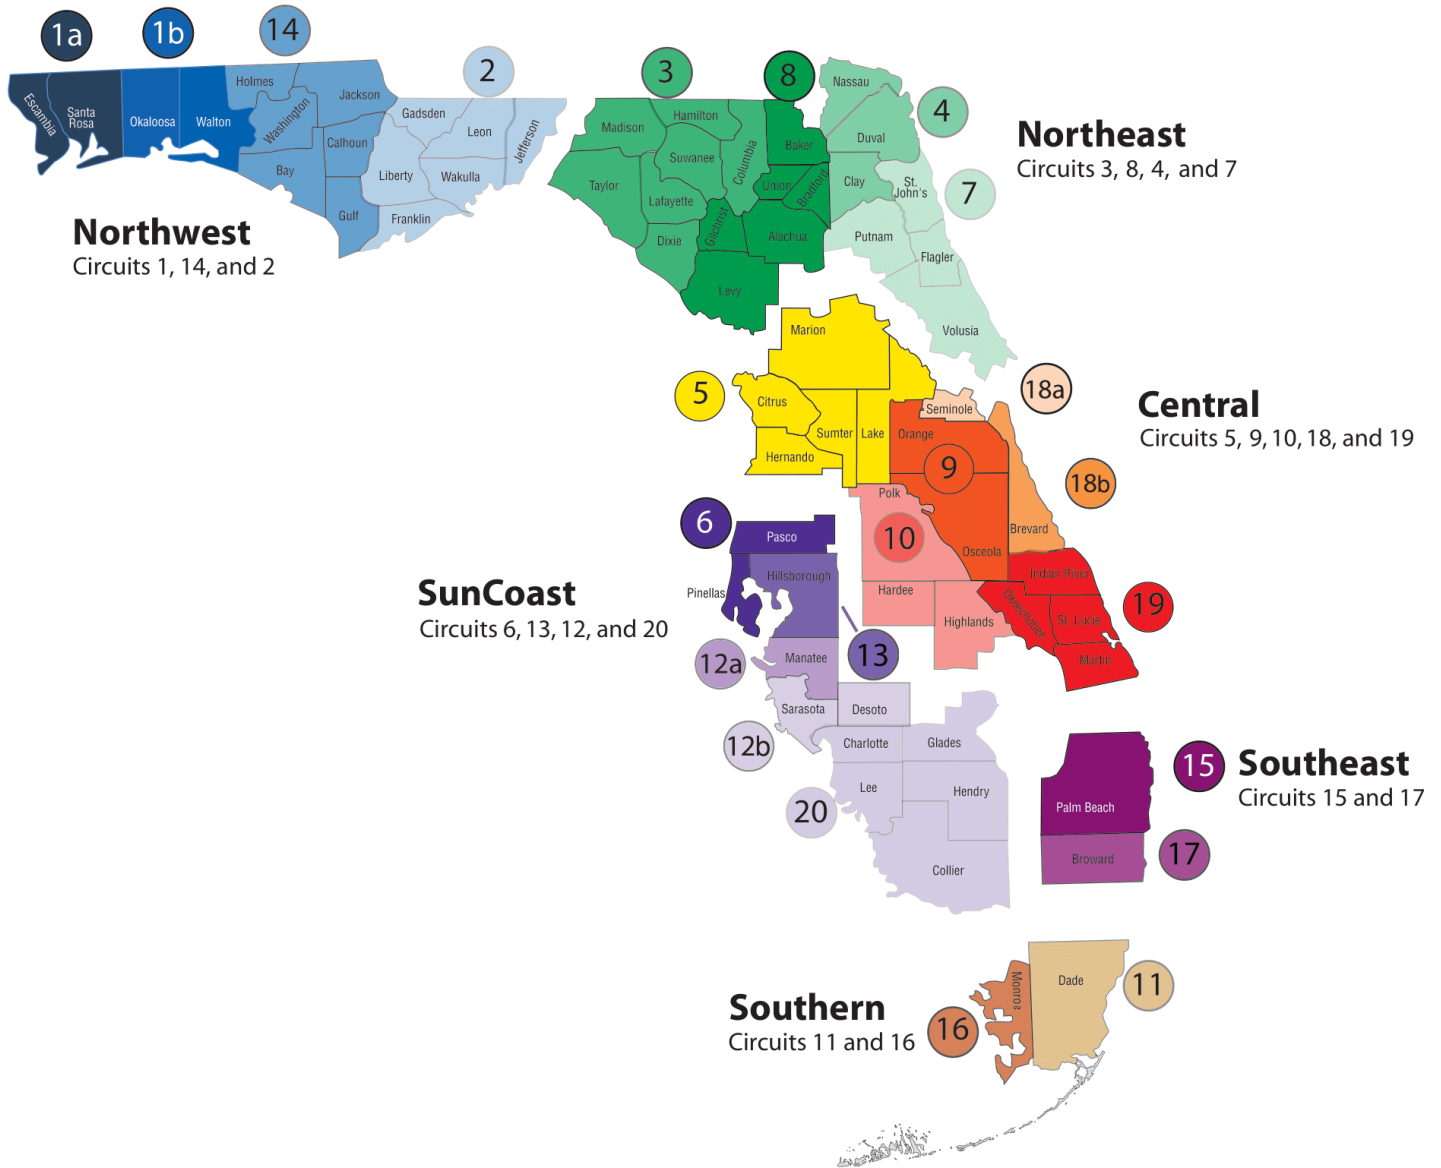 1a
1b
14
2
Escambia
Santa
Rosa
Okaloosa
Walton
Holmes
Washington
Jackson
Bay
Calhoun
Gulf
Gadsden
Liberty
Leon
Wakulla
Franklin
Jefferson
Northwest
Circuits 1, 14, and 2
3
8
4
7
Madison
Hamilton
Taylor
Suwanee
Lafayette
Columbia
Dixie
Baker
Union
Bradford
Gilchrist
Alachua
Levy
Nassau
Duval
Clay
St.
John's
Putnam
Flagler
Volusia
Northeast
Circuits 3, 8, 4, and 7
5
Marion
Citrus
Sumter
Lake
Hernando
18a
Seminole
Orange
9
Osceola
18b
Brevard
Polk
10
Hardee
Highlands
Indian River
Okeechobee
St. Lucie
Martin
19
Central
Circuits 5, 9, 10, 18, and 19
6
Pasco
Pinellas
Hillsborough
13
12a
Manatee
Sarasota
12b
Desoto
Charlotte
Glades
Lee
Hendry
20
Collier
SunCoast
Circuits 6, 13, 12, and 20
Palm Beach
15
Broward
17
Southeast
Circuits 15 and 17
Monroe
16
Dade
11
Southern
Circuits 11 and 16